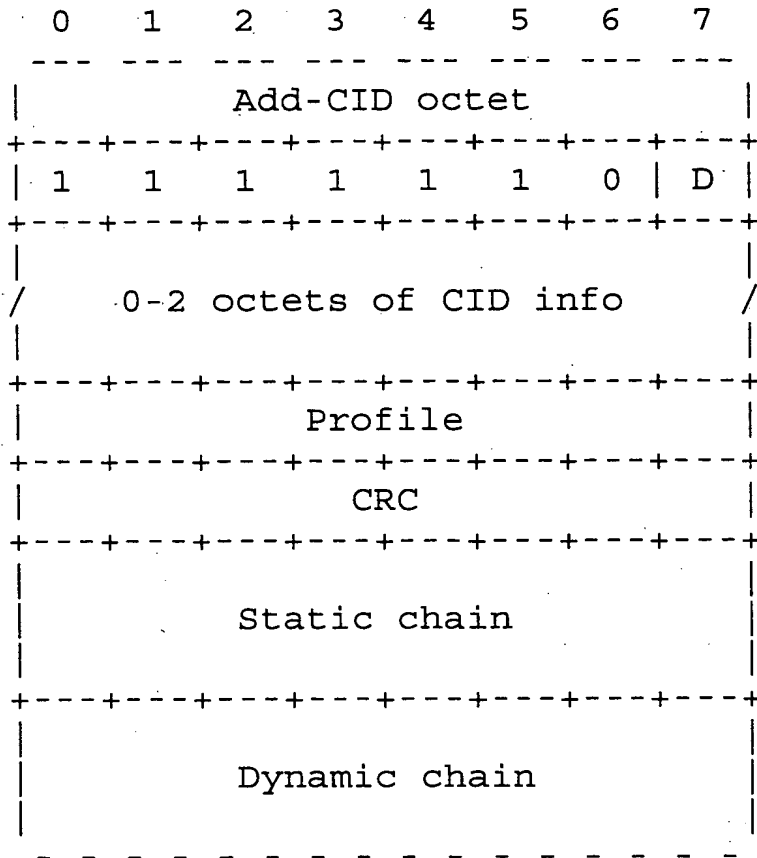 0 1 2 3 4 5 6 7
Add-CID octet
1 1 1 1 1 1 0 | D
0-2 octets of CID info
Profile
CRC
Static chain
Dynamic chain